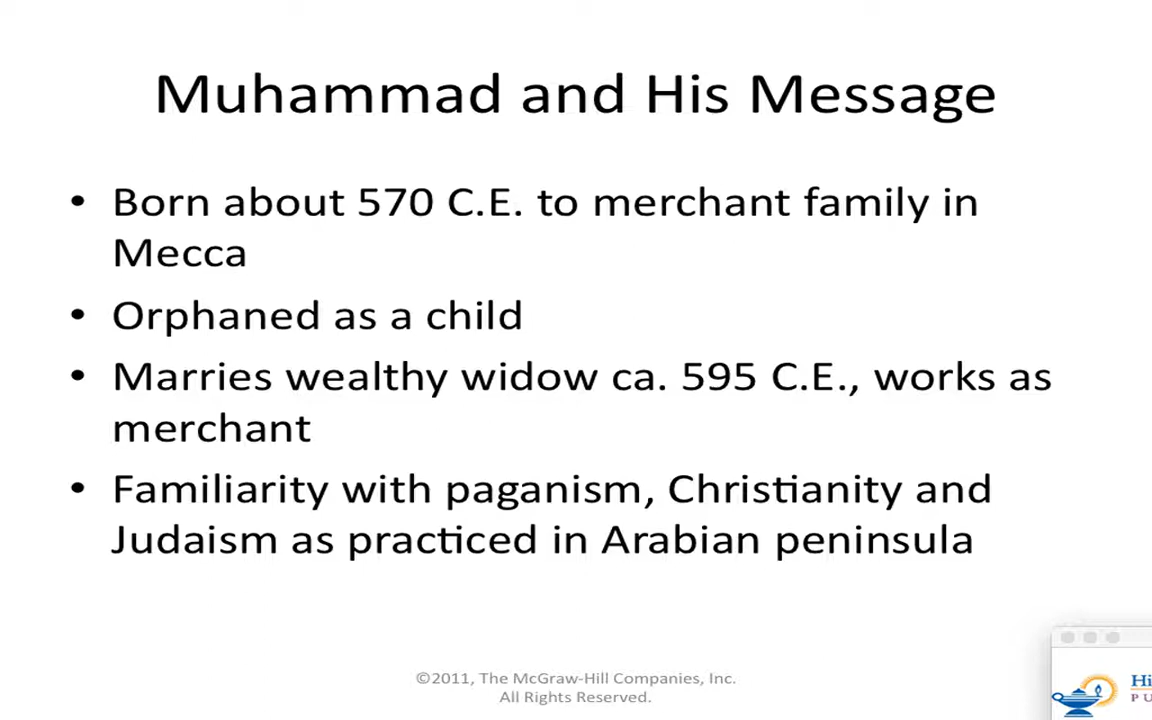 Muhammad and His Message
• Born about 570 C.E. to merchant family in
Mecca
• Orphaned as a child
• Marries wealthy widow ca. 595 C.E., works as
merchant
• Familiarity with paganism, Christianity and
Judaism as practiced in Arabian peninsula
©2011, The McGraw-Hill Companies, Inc.
All Rights Reserved.
Hi
PU